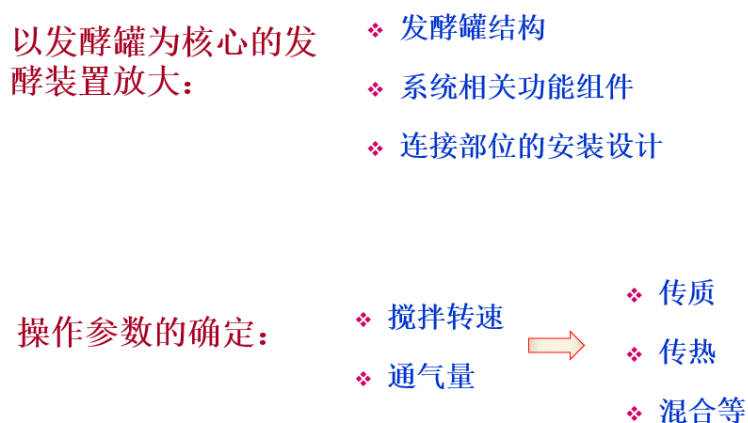 以发酵罐为核心的发
酵装置放大：
发酵罐结构
系统相关功能组件
连接部位的安装设计
操作参数的确定：
搅拌转速
通气量
传质
传热
混合等